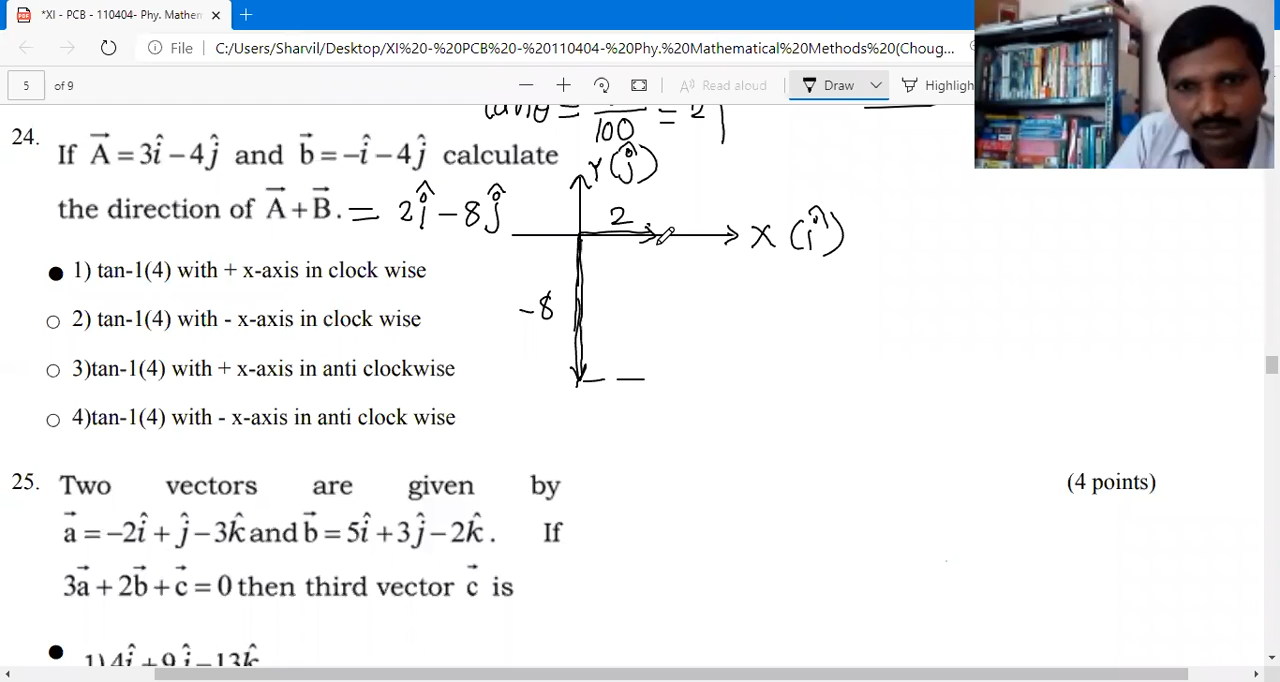 *XI - PCB - 110404- Phy. Mathem
File
C:/Users/Sharvil/Desktop/XI%20-%20PCB%20-%20110404-%20Phy.%20Mathematical%20Methods%20(Choug...
5 of 9
Read aloud
Draw
Highligh
tanθ = 100 = 2
24. If A⃗ = 3î − 4ĵ and b⃗ = −î − 4ĵ calculate
the direction of A⃗ + B⃗. = 2î − 8ĵ
Y (ĵ)
2
X (î)
-8
1) tan-1(4) with + x-axis in clock wise
2) tan-1(4) with - x-axis in clock wise
3)tan-1(4) with + x-axis in anti clockwise
4)tan-1(4) with - x-axis in anti clock wise
25. Two vectors are given by
(4 points)
a⃗ = −2î + ĵ − 3k̂ and b⃗ = 5î + 3ĵ − 2k̂. If
3a⃗ + 2b⃗ + c⃗ = 0 then third vector c⃗ is
1) 4î + 9ĵ − 13k̂